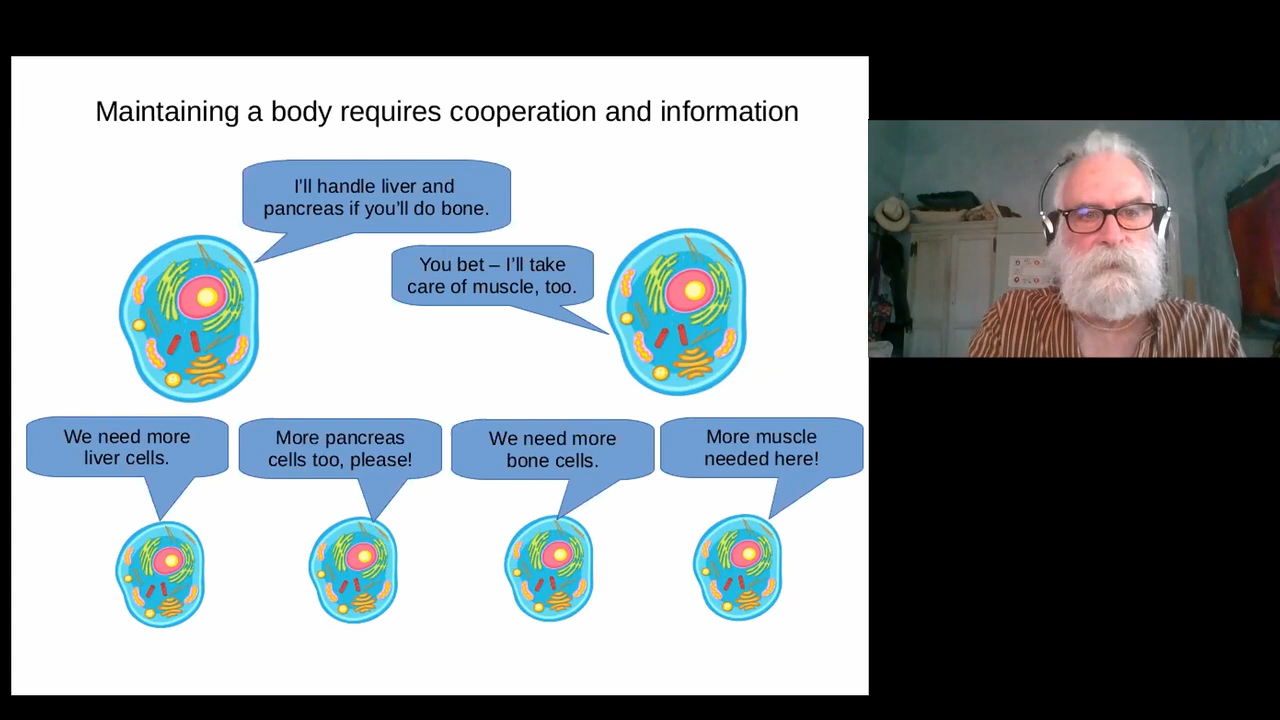 Maintaining a body requires cooperation and information
I'll handle liver and
pancreas if you'll do bone.
You bet – I'll take
care of muscle, too.
We need more
liver cells.
More pancreas
cells too, please!
We need more
bone cells.
More muscle
needed here!